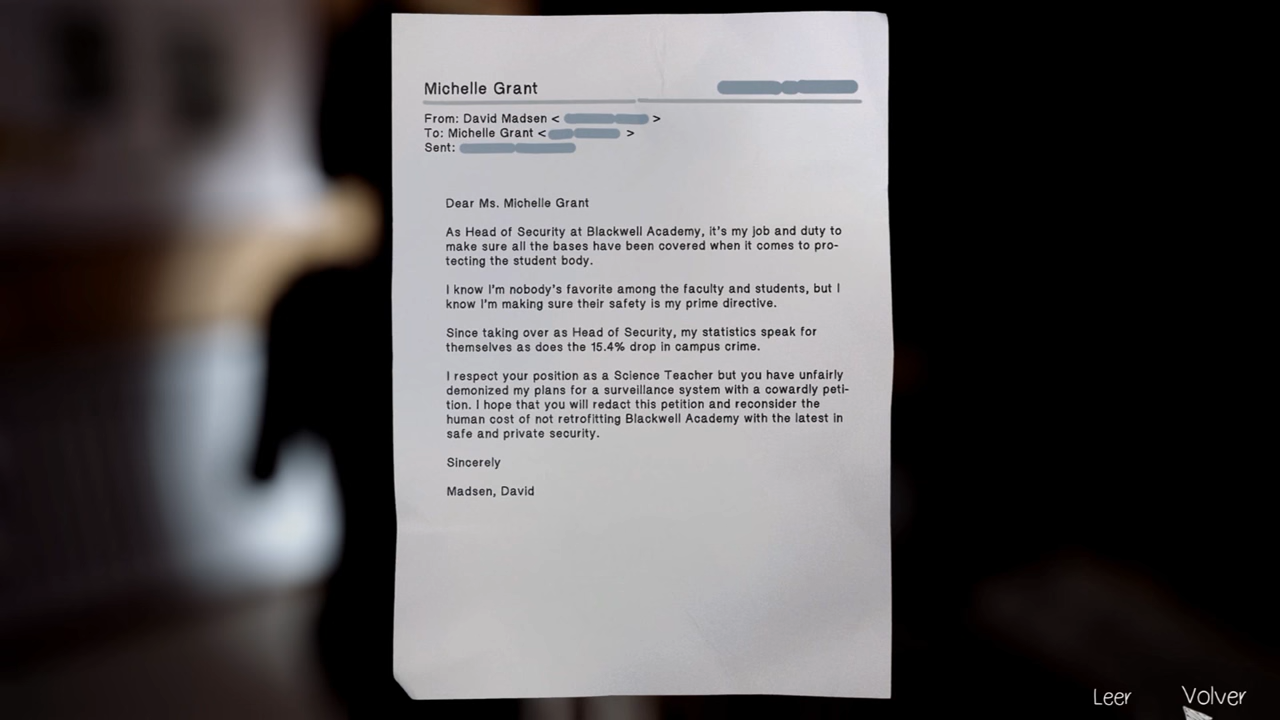 Michelle Grant
From: David Madsen < >
To: Michelle Grant < >
Sent:
Dear Ms. Michelle Grant
As Head of Security at Blackwell Academy, it's my job and duty to
make sure all the bases have been covered when it comes to pro-
tecting the student body.
I know I'm nobody's favorite among the faculty and students, but I
know I'm making sure their safety is my prime directive.
Since taking over as Head of Security, my statistics speak for
themselves as does the 15.4% drop in campus crime.
I respect your position as a Science Teacher but you have unfairly
demonized my plans for a surveillance system with a cowardly peti-
tion. I hope that you will redact this petition and reconsider the
human cost of not retrofitting Blackwell Academy with the latest in
safe and private security.
Sincerely
Madsen, David
Leer
Volver